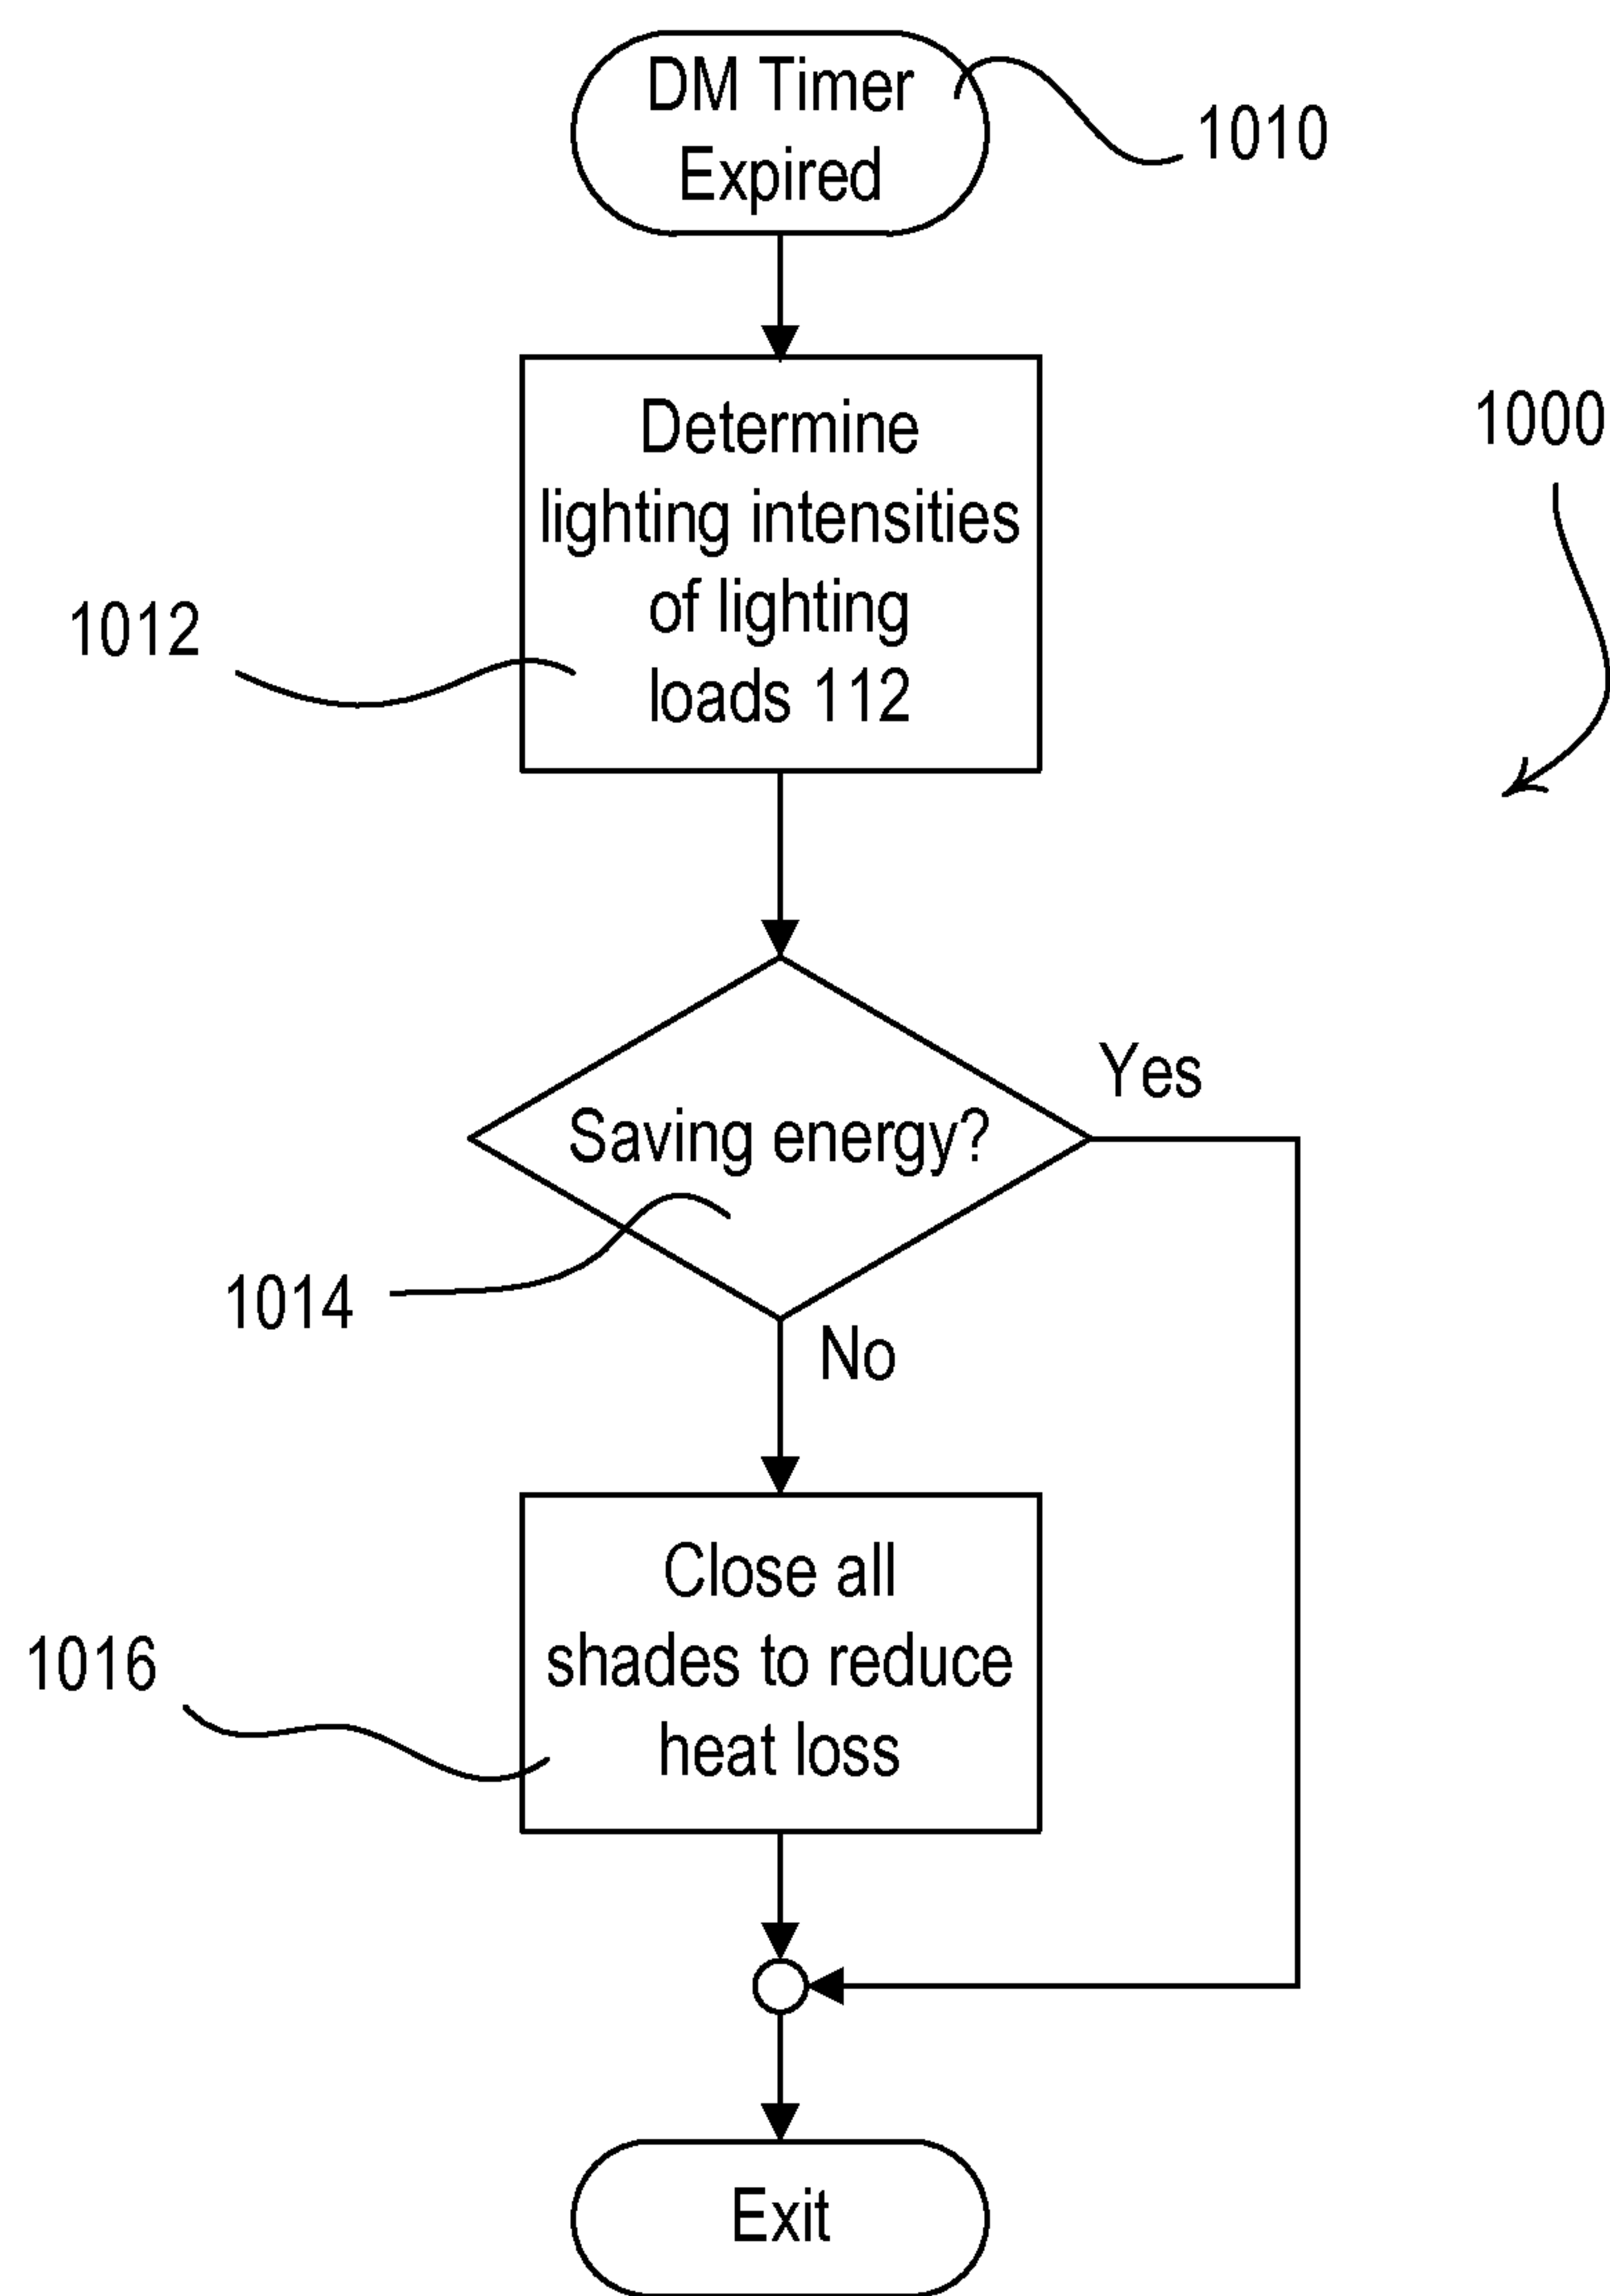 DM Timer
Expired
1010
Determine
lighting intensities
of lighting
loads 112
1000
1012
Yes
Saving energy?
1014
No
Close all
shades to reduce
heat loss
1016
Exit